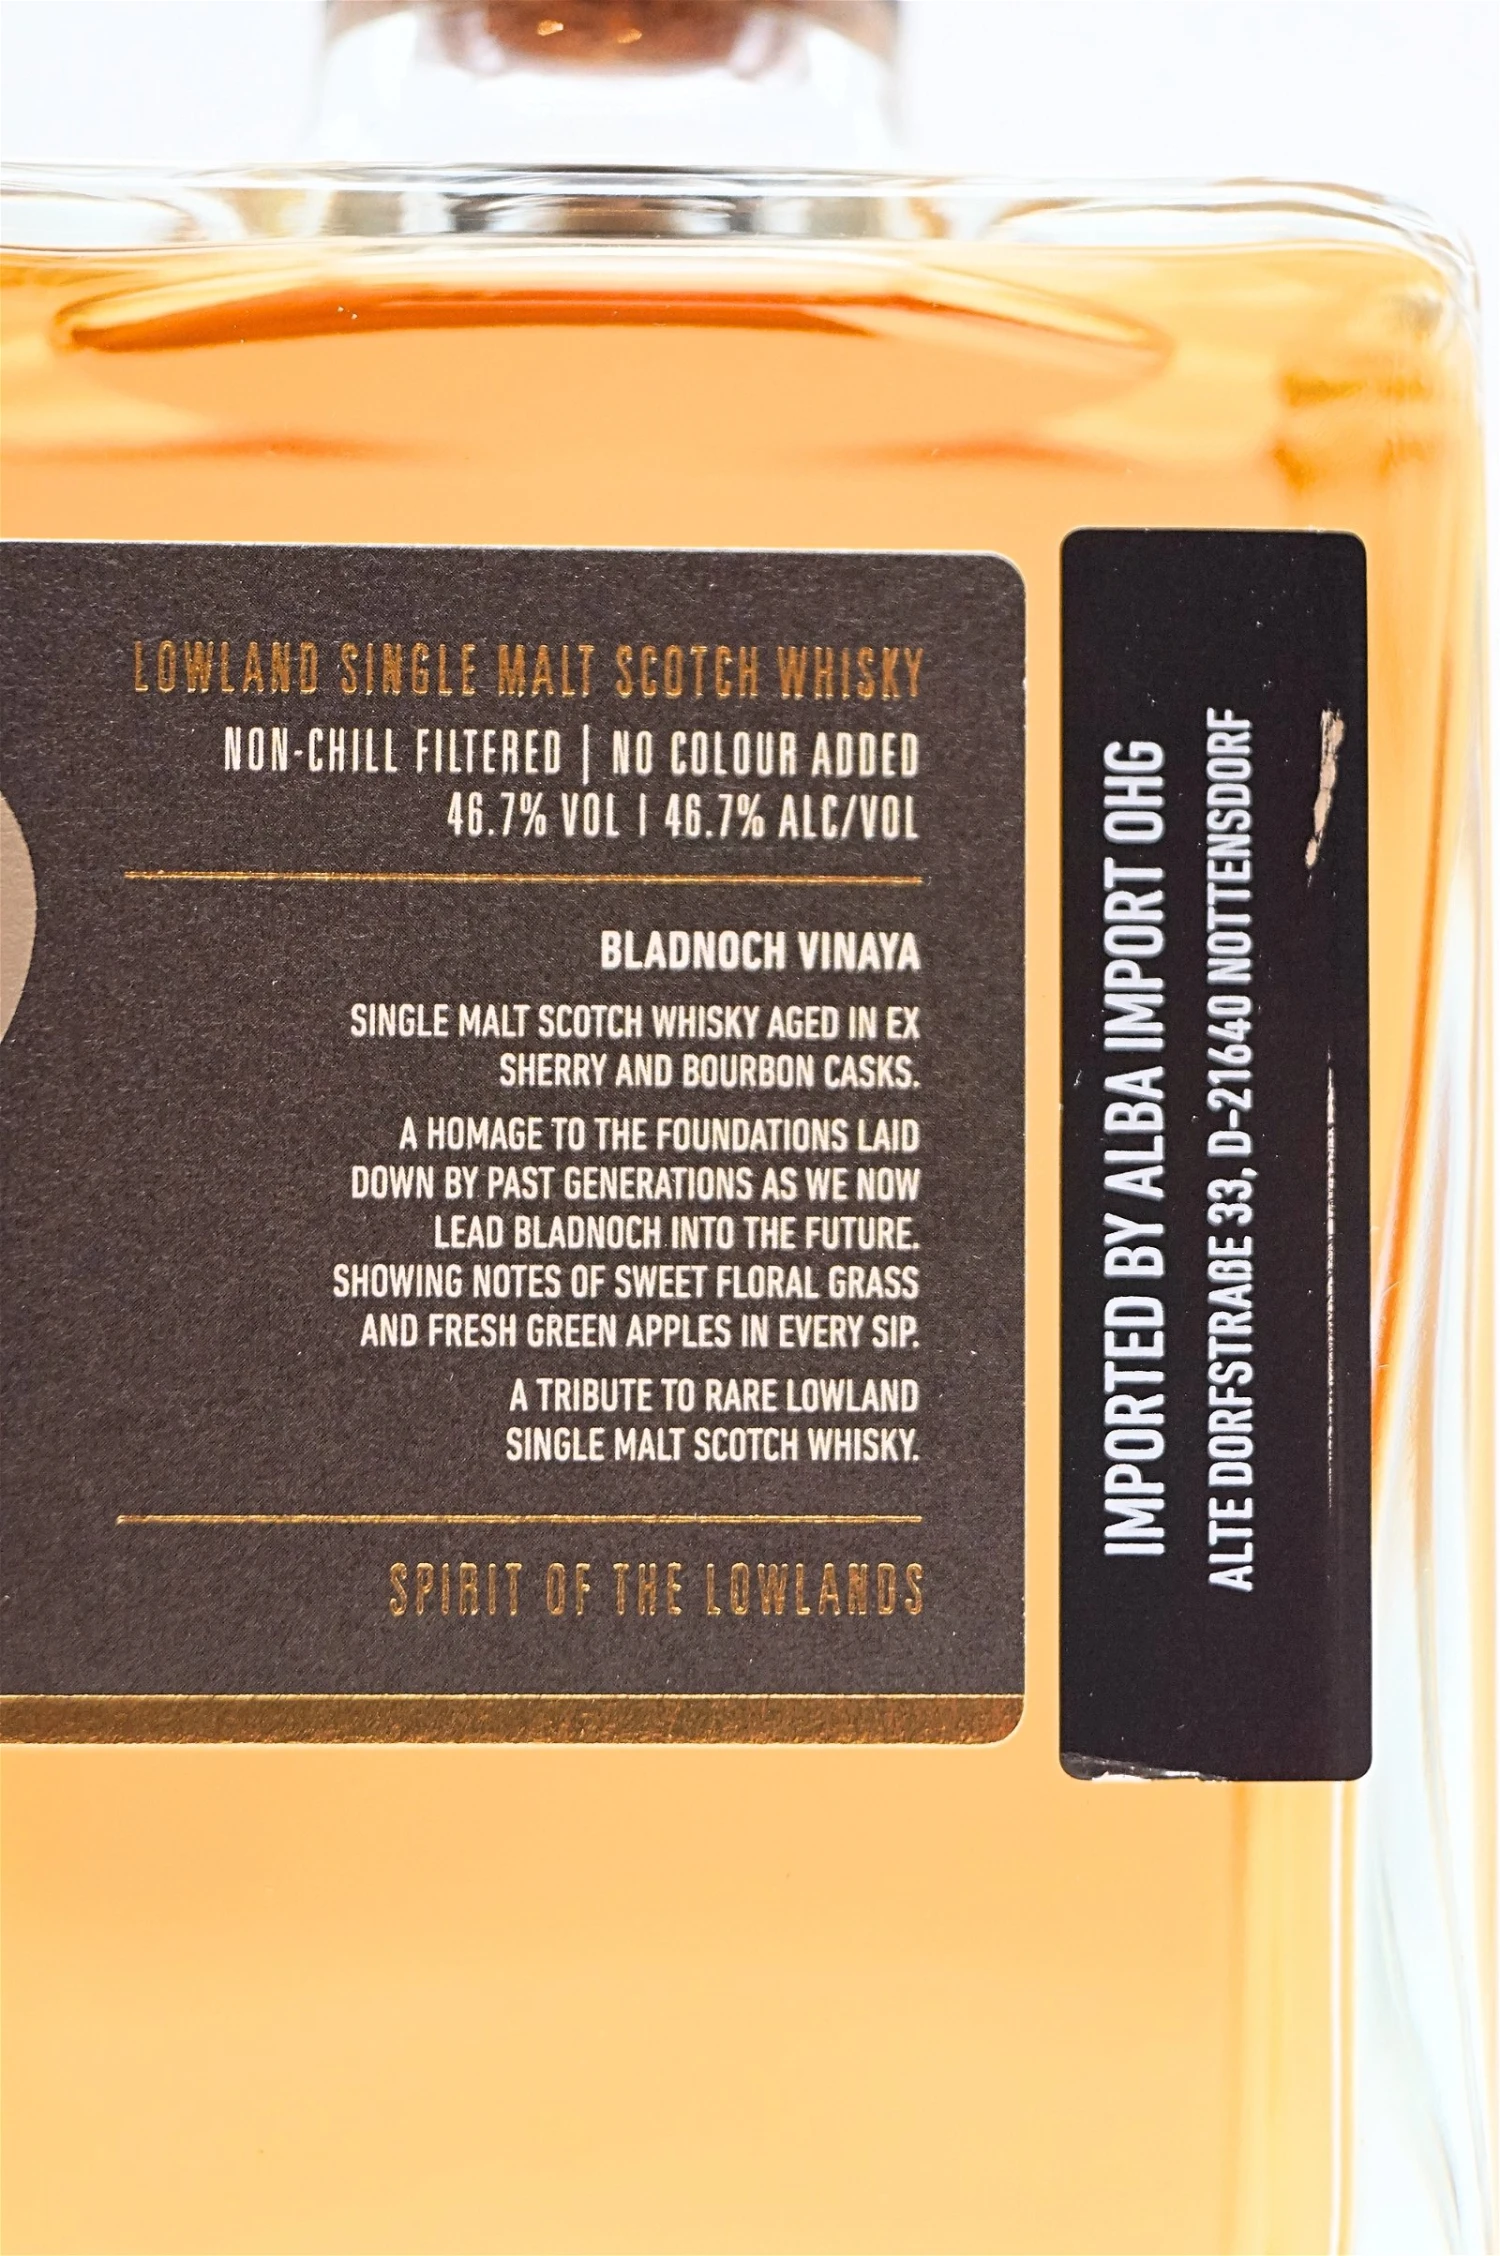 LOWLAND SINGLE MALT SCOTCH WHISKY
NON-CHILL FILTERED | NO COLOUR ADDED
46.7% VOL | 46.7% ALC/VOL
BLADNOCH VINAYA
SINGLE MALT SCOTCH WHISKY AGED IN EX
SHERRY AND BOURBON CASKS.
A HOMAGE TO THE FOUNDATIONS LAID
DOWN BY PAST GENERATIONS AS WE NOW
LEAD BLADNOCH INTO THE FUTURE.
SHOWING NOTES OF SWEET FLORAL GRASS
AND FRESH GREEN APPLES IN EVERY SIP.
A TRIBUTE TO RARE LOWLAND
SINGLE MALT SCOTCH WHISKY.
SPIRIT OF THE LOWLANDS
IMPORTED BY ALBA IMPORT OHG
ALTE DORFSTRAßE 33, D-21640 NOTTENSDORF